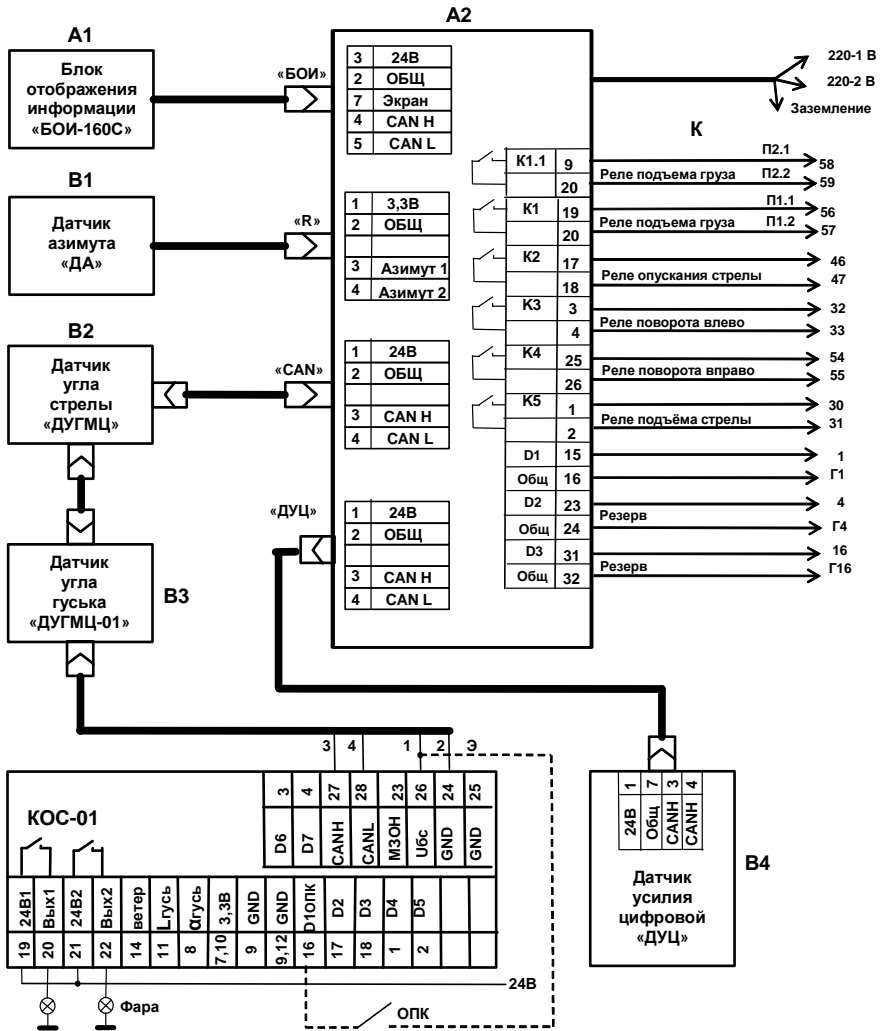 A2
A1
Блок
отображения
информации
«БОИ-160С»
«БОИ»
3 24В
2 ОБЩ
7 Экран
4 CAN H
5 CAN L
220-1 В
220-2 В
Заземление
К
B1
Датчик
азимута
«ДА»
«R»
1 3,3В
2 ОБЩ
3 Азимут 1
4 Азимут 2
К1.1 9 П2.1 58
Реле подъема груза
20 П2.2 59
К1 19 П1.1 56
Реле подъема груза
20 П1.2 57
К2 17 46
Реле опускания стрелы
18 47
К3 3 32
Реле поворота влево
4 33
К4 25 54
Реле поворота вправо
26 55
К5 1 30
Реле подъёма стрелы
2 31
D1 15 1
Общ 16 Г1
D2 23 4
Резерв
Общ 24 Г4
D3 31 16
Резерв
Общ 32 Г16
B2
Датчик
угла
стрелы
«ДУГМЦ»
«CAN»
1 24В
2 ОБЩ
3 CAN H
4 CAN L
«ДУЦ»
1 24В
2 ОБЩ
3 CAN H
4 CAN L
Датчик
угла
гуська
«ДУГМЦ-01»
B3
3 4 1 2 Э
КОС-01
3 4 27 28 23 26 24 25
D6 D7 CANH CANL МЗОН Uбс GND GND
24В1 Вых1 24В2 Вых2 ветер Lгусь αгусь 3,3В GND GND D1ОПК D2 D3 D4 D5
19 20 21 22 14 11 8 7,10 9 9,12 16 17 18 1 2
24В
Фара
ОПК
1 7 3 4
24В Общ CANH CANH
B4
Датчик
усилия
цифровой
«ДУЦ»